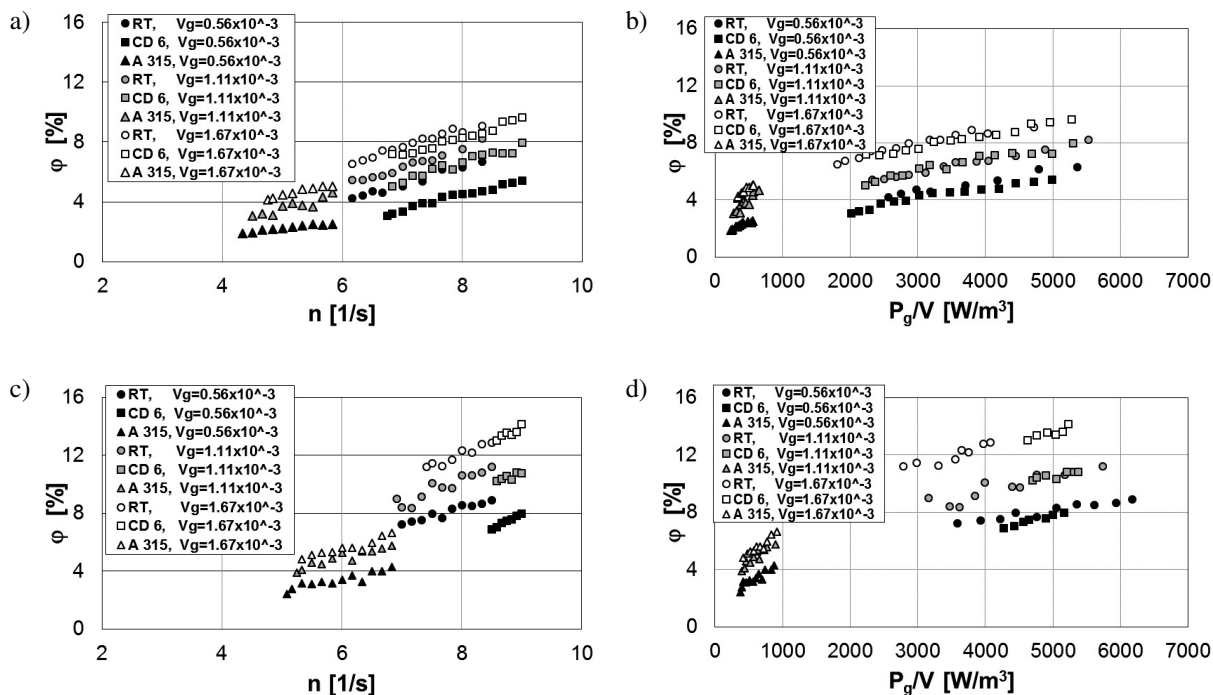 a)
16
12
8
4
0
φ [%]
RT, Vg=0.56x10^-3
CD 6, Vg=0.56x10^-3
A 315, Vg=0.56x10^-3
RT, Vg=1.11x10^-3
CD 6, Vg=1.11x10^-3
A 315, Vg=1.11x10^-3
RT, Vg=1.67x10^-3
CD 6, Vg=1.67x10^-3
A 315, Vg=1.67x10^-3
2 4 6 8 10
n [1/s]
b)
16
12
8
4
0
φ [%]
RT, Vg=0.56x10^-3
CD 6, Vg=0.56x10^-3
A 315, Vg=0.56x10^-3
RT, Vg=1.11x10^-3
CD 6, Vg=1.11x10^-3
A 315, Vg=1.11x10^-3
RT, Vg=1.67x10^-3
CD 6, Vg=1.67x10^-3
A 315, Vg=1.67x10^-3
0 1000 2000 3000 4000 5000 6000 7000
Pg/V [W/m³]
c)
16
12
8
4
0
φ [%]
RT, Vg=0.56x10^-3
CD 6, Vg=0.56x10^-3
A 315, Vg=0.56x10^-3
RT, Vg=1.11x10^-3
CD 6, Vg=1.11x10^-3
A 315, Vg=1.11x10^-3
RT, Vg=1.67x10^-3
CD 6, Vg=1.67x10^-3
A 315, Vg=1.67x10^-3
2 4 6 8 10
n [1/s]
d)
16
12
8
4
0
φ [%]
RT, Vg=0.56x10^-3
CD 6, Vg=0.56x10^-3
A 315, Vg=0.56x10^-3
RT, Vg=1.11x10^-3
CD 6, Vg=1.11x10^-3
A 315, Vg=1.11x10^-3
RT, Vg=1.67x10^-3
CD 6, Vg=1.67x10^-3
A 315, Vg=1.67x10^-3
0 1000 2000 3000 4000 5000 6000 7000
Pg/V [W/m³]